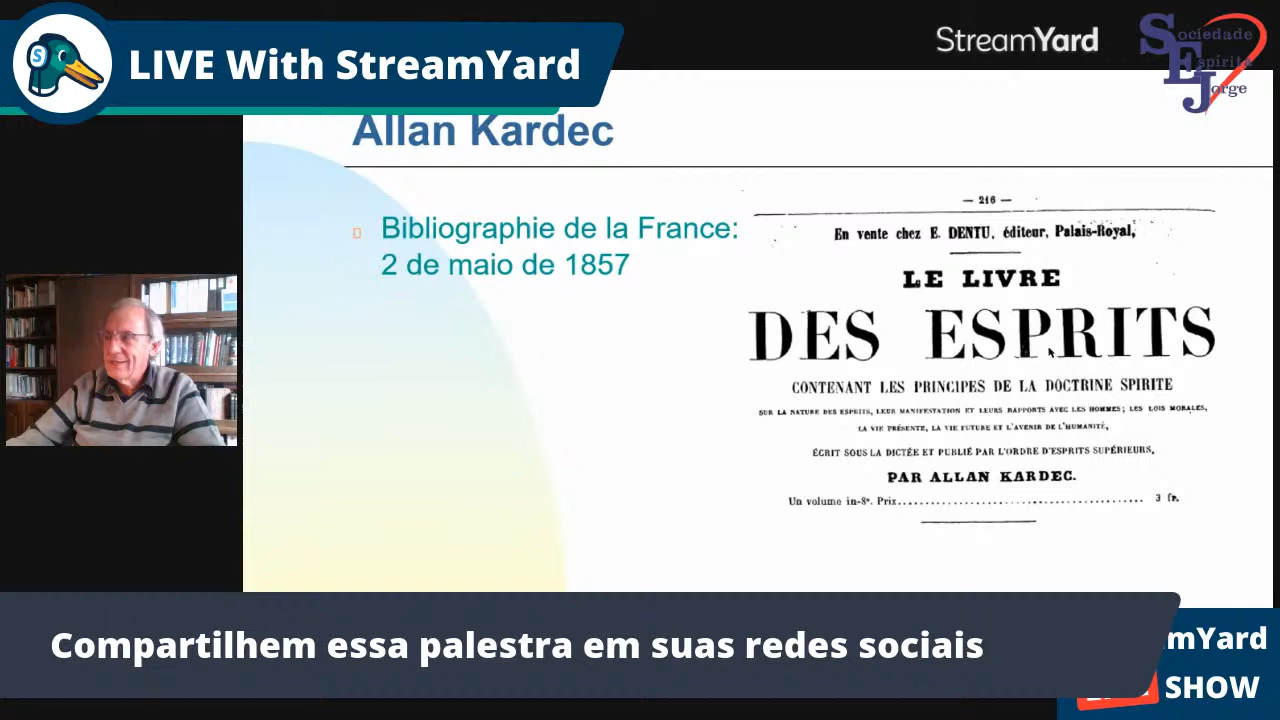 LIVE With StreamYard
StreamYard
Sociedade
Espírita
Jorge
Allan Kardec
Bibliographie de la France:
2 de maio de 1857
— 216 —
En vente chez E. DENTU, éditeur, Palais-Royal,
LE LIVRE
DES ESPRITS
CONTENANT LES PRINCIPES DE LA DOCTRINE SPIRITE
SUR LA NATURE DES ESPRITS, LEUR MANIFESTATION ET LEURS RAPPORTS AVEC LES HOMMES; LES LOIS MORALES,
LA VIE PRÉSENTE, LA VIE FUTURE ET L'AVENIR DE L'HUMANITÉ,
ÉCRIT SOUS LA DICTÉE ET PUBLIÉ PAR L'ORDRE D'ESPRITS SUPÉRIEURS,
PAR ALLAN KARDEC.
Un volume in-8º. Prix........................................ 3 fr.
Compartilhem essa palestra em suas redes sociais
mYard
SHOW